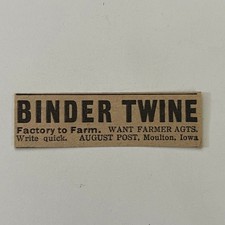 BINDER TWINE
Factory to Farm. WANT FARMER AGTS.
Write quick. AUGUST POST, Moulton, Iowa